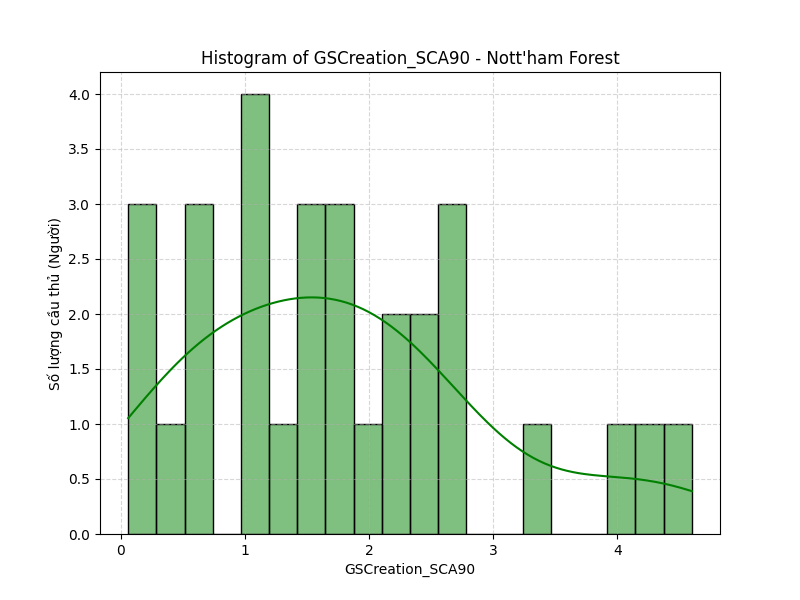 Histogram of GSCreation_SCA90 - Nott'ham Forest
4.0
3.5
3.0
2.5
2.0
1.5
1.0
0.5
0.0
Số lượng cầu thủ (Người)
0 1 2 3 4
GSCreation_SCA90